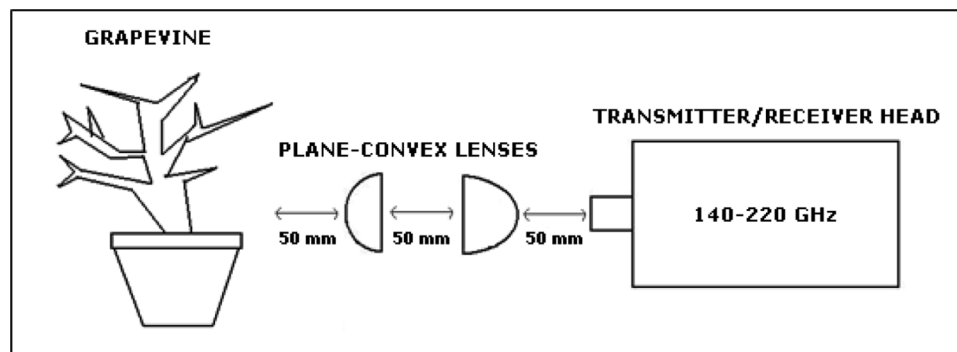 GRAPEVINE
TRANSMITTER/RECEIVER HEAD
PLANE-CONVEX LENSES
140-220 GHz
50 mm 50 mm 50 mm